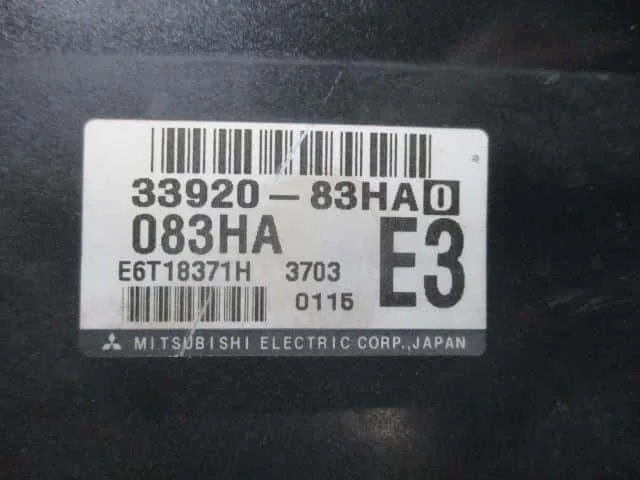 33920-83HA0
083HA
E3
E6T18371H 3703
0115
MITSUBISHI ELECTRIC CORP.,JAPAN